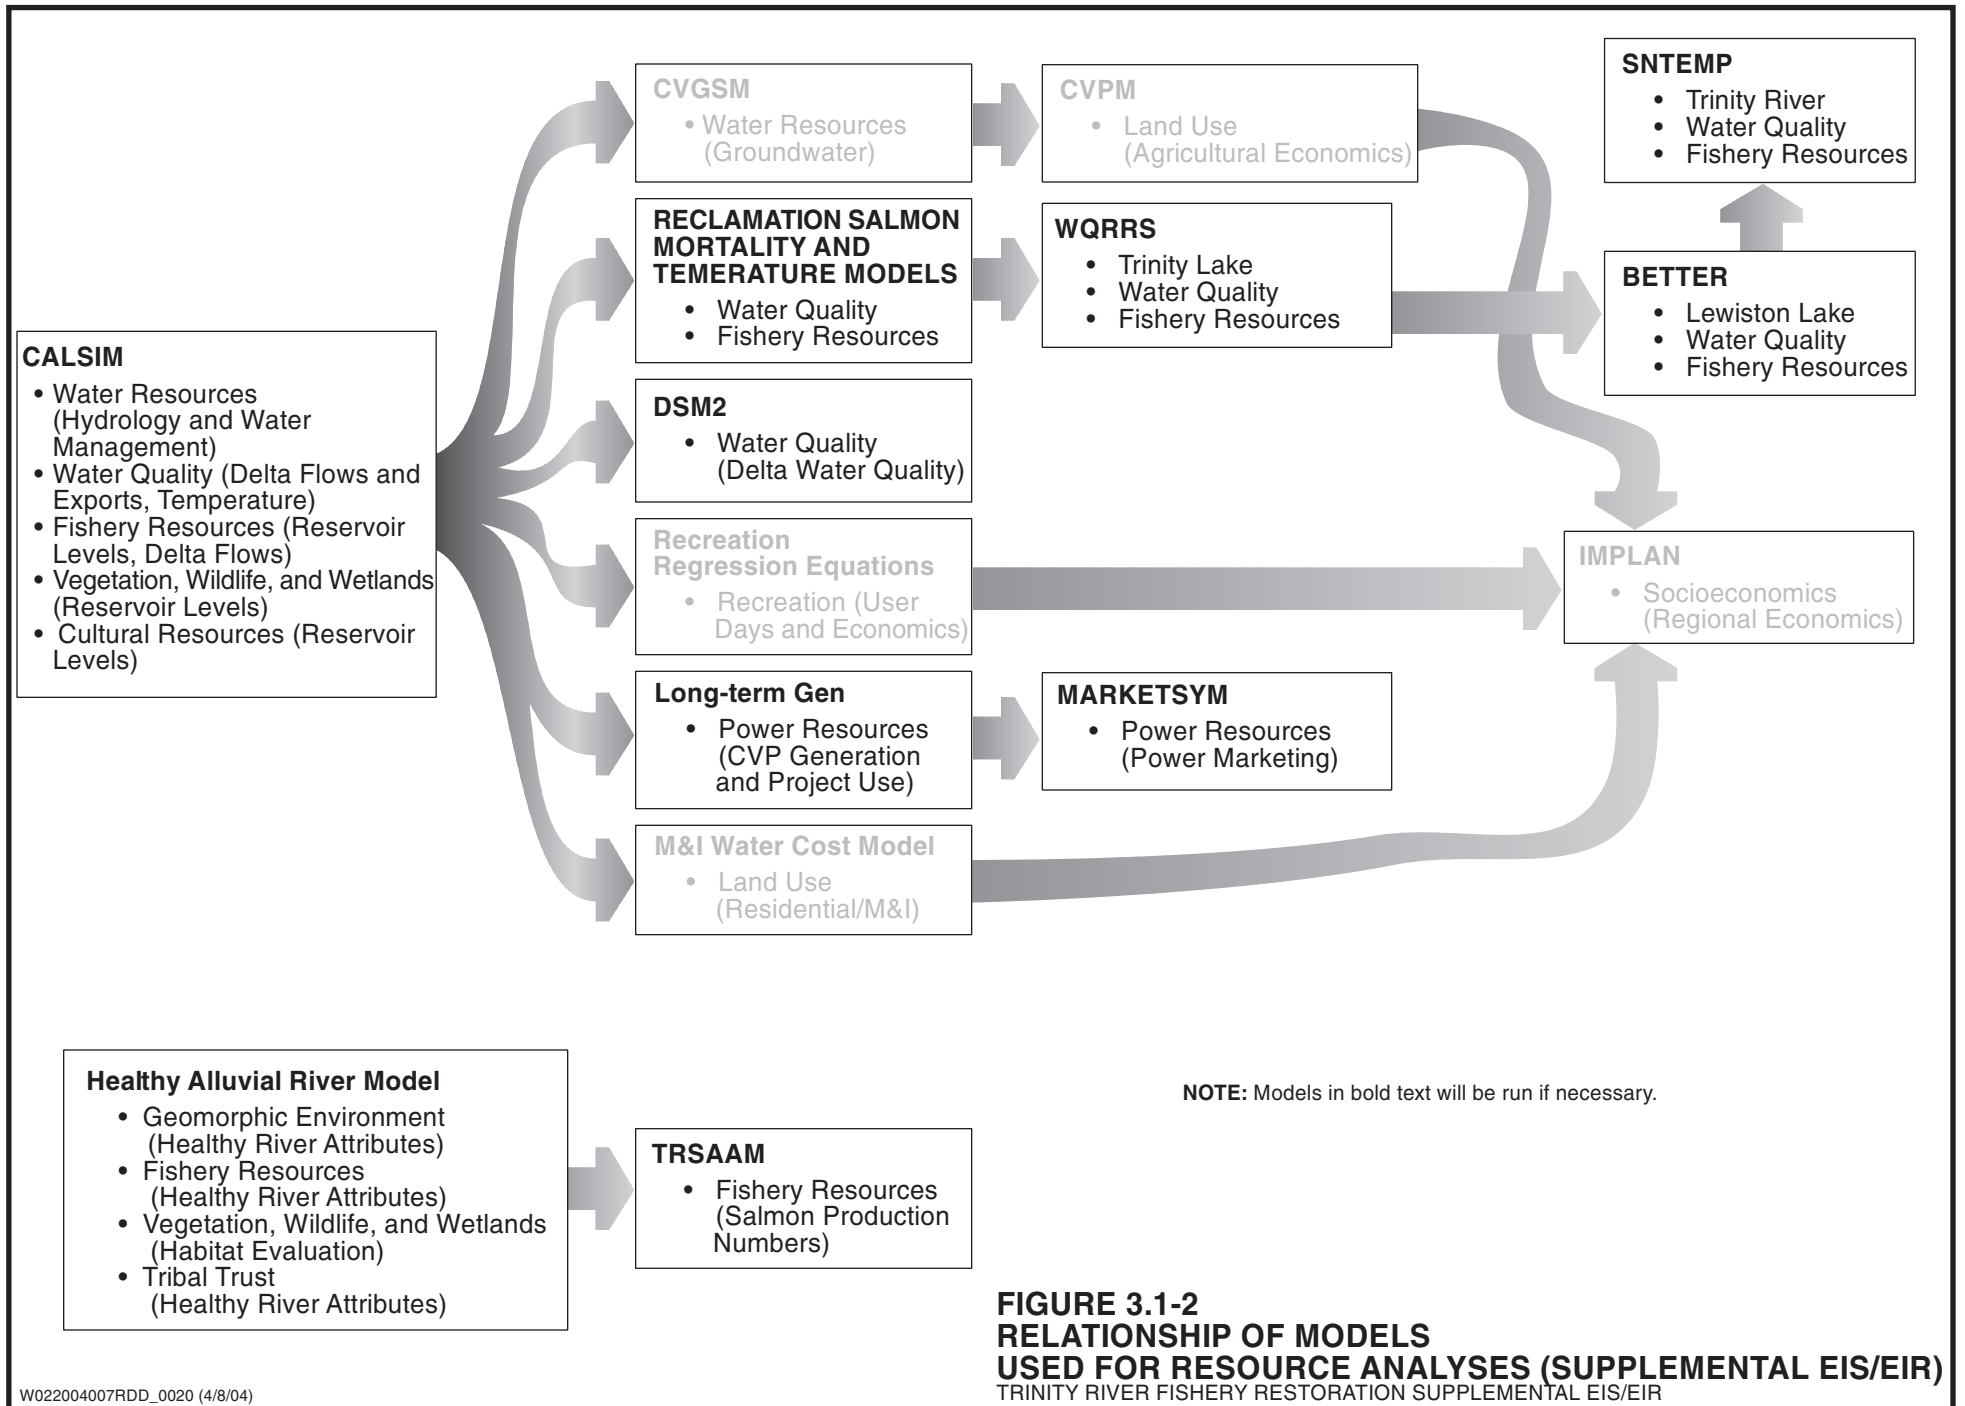 CVGSM
• Water Resources
(Groundwater)
CVPM
• Land Use
(Agricultural Economics)
SNTEMP
• Trinity River
• Water Quality
• Fishery Resources
RECLAMATION SALMON
MORTALITY AND
TEMERATURE MODELS
• Water Quality
• Fishery Resources
WQRRS
• Trinity Lake
• Water Quality
• Fishery Resources
BETTER
• Lewiston Lake
• Water Quality
• Fishery Resources
CALSIM
• Water Resources
(Hydrology and Water
Management)
• Water Quality (Delta Flows and
Exports, Temperature)
• Fishery Resources (Reservoir
Levels, Delta Flows)
• Vegetation, Wildlife, and Wetlands
(Reservoir Levels)
• Cultural Resources (Reservoir
Levels)
DSM2
• Water Quality
(Delta Water Quality)
Recreation
Regression Equations
• Recreation (User
Days and Economics)
IMPLAN
• Socioeconomics
(Regional Economics)
Long-term Gen
• Power Resources
(CVP Generation
and Project Use)
MARKETSYM
• Power Resources
(Power Marketing)
M&I Water Cost Model
• Land Use
(Residential/M&I)
Healthy Alluvial River Model
• Geomorphic Environment
(Healthy River Attributes)
• Fishery Resources
(Healthy River Attributes)
• Vegetation, Wildlife, and Wetlands
(Habitat Evaluation)
• Tribal Trust
(Healthy River Attributes)
TRSAAM
• Fishery Resources
(Salmon Production
Numbers)
NOTE: Models in bold text will be run if necessary.
FIGURE 3.1-2
RELATIONSHIP OF MODELS
USED FOR RESOURCE ANALYSES (SUPPLEMENTAL EIS/EIR)
TRINITY RIVER FISHERY RESTORATION SUPPLEMENTAL EIS/EIR
W022004007RDD_0020 (4/8/04)